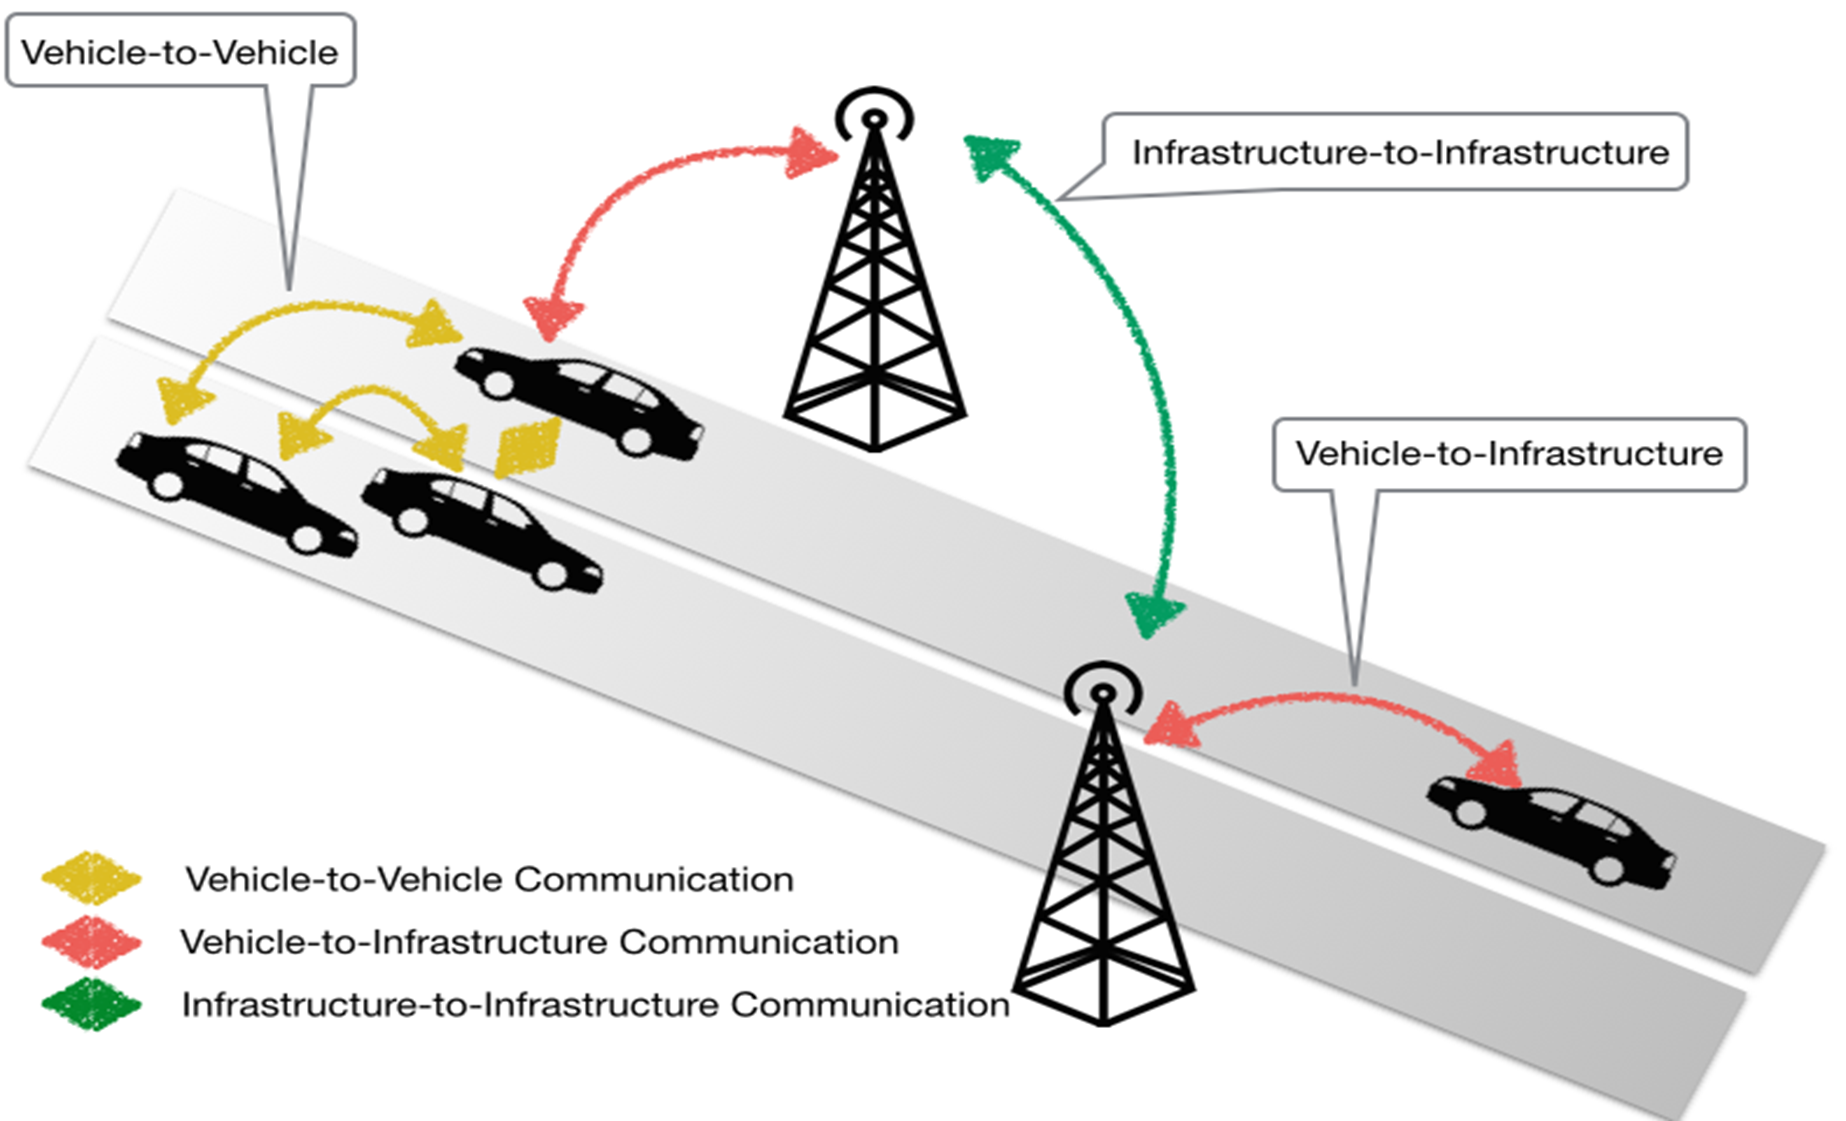 Vehicle-to-Vehicle
Infrastructure-to-Infrastructure
Vehicle-to-Infrastructure
Vehicle-to-Vehicle Communication
Vehicle-to-Infrastructure Communication
Infrastructure-to-Infrastructure Communication